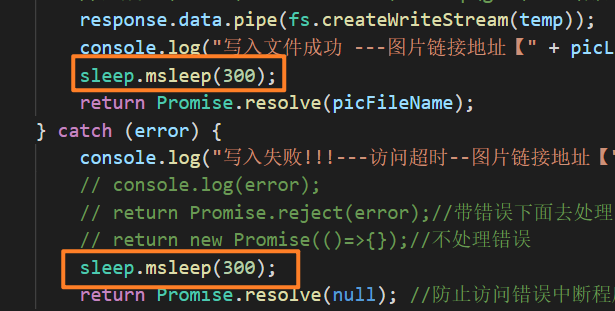 response.data.pipe(fs.createWriteStream(temp));
console.log("写入文件成功 ---图片链接地址【" + picL
sleep.msleep(300);
return Promise.resolve(picFileName);
} catch (error) {
console.log("写入失败!!!---访问超时--图片链接地址【"
// console.log(error);
// return Promise.reject(error);//带错误下面去处理
// return new Promise(()=>{});//不处理错误
sleep.msleep(300);
return Promise.resolve(null); //防止访问错误中断程